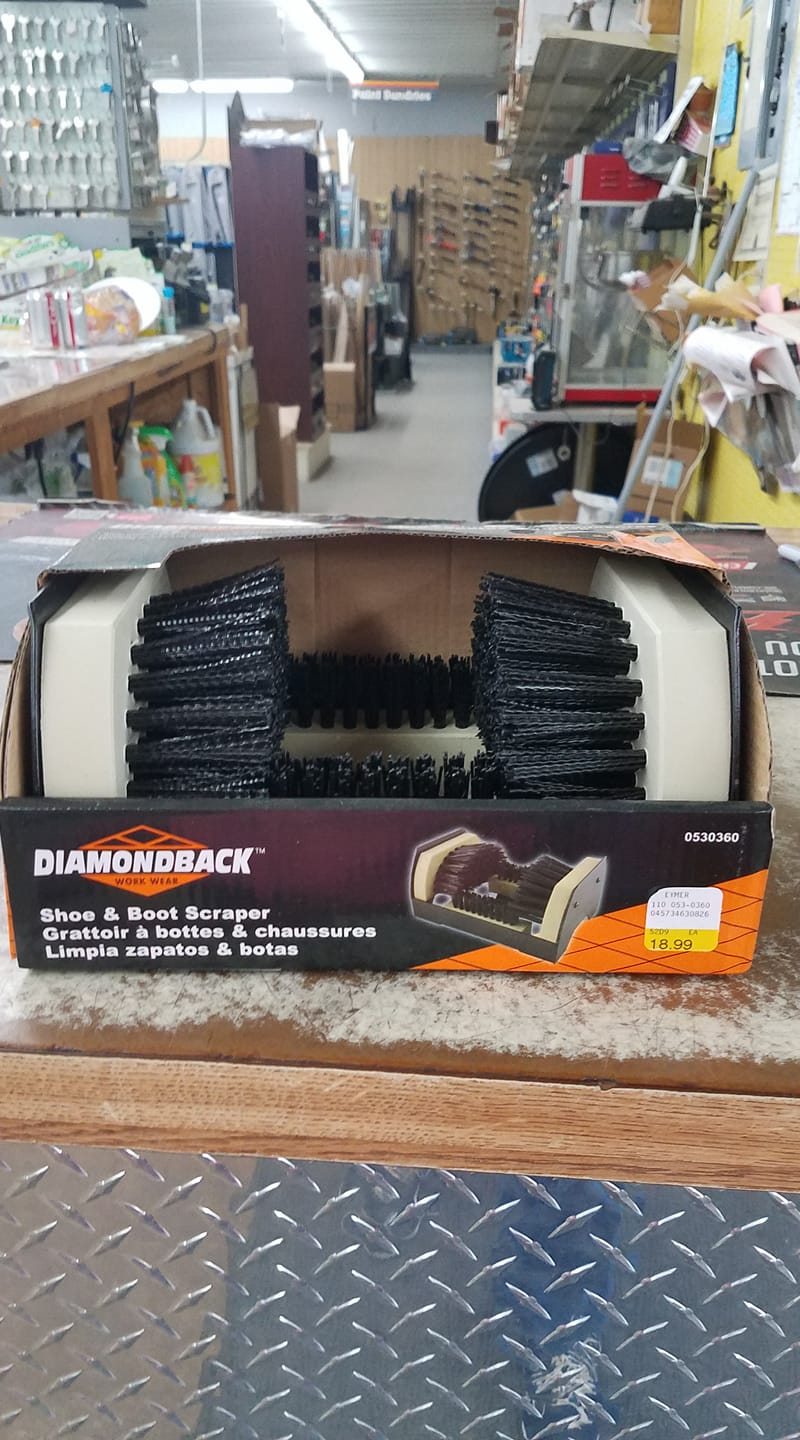 Paint Sundries
DIAMONDBACK™
WORK WEAR
0530360
Shoe & Boot Scraper
Grattoir à bottes & chaussures
Limpia zapatos & botas
EYMER
110 053-0360
045734630826
52D9 EA
18.99